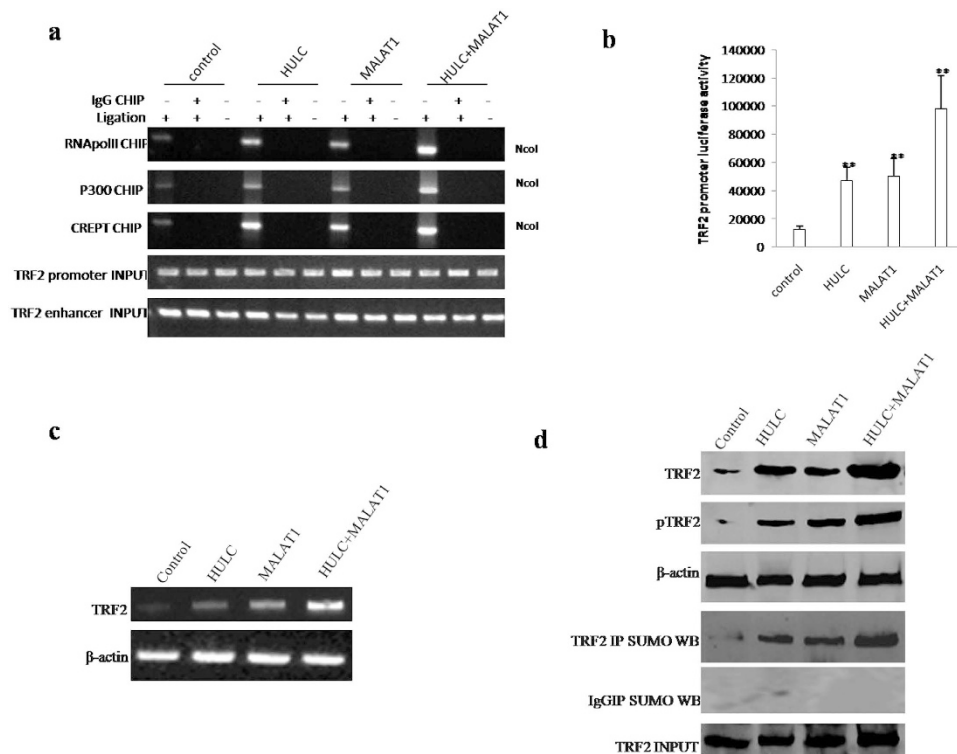 a
control HULC MALAT1 HULC+MALAT1
IgG CHIP - + - - + - - + - - + -
Ligation + + - + + - + + - + + -
RNApolII CHIP NcoI
P300 CHIP NcoI
CREPT CHIP NcoI
TRF2 promoter INPUT
TRF2 enhancer INPUT
b
TRF2 promoter luciferase activity
140000
120000
100000
80000
60000
40000
20000
0
** ** **
control HULC MALAT1 HULC+MALAT1
c
Control HULC MALAT1 HULC+MALAT1
TRF2
β-actin
d
Control HULC MALAT1 HULC+MALAT1
TRF2
pTRF2
β-actin
TRF2 IP SUMO WB
IgGIP SUMO WB
TRF2 INPUT